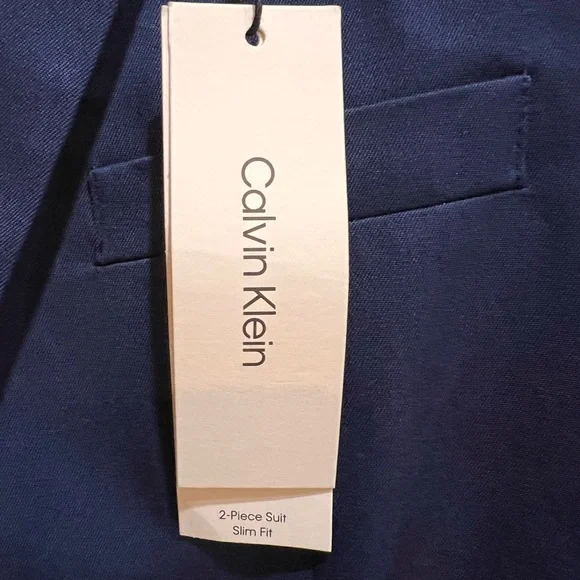 Calvin Klein
2-Piece Suit
Slim Fit